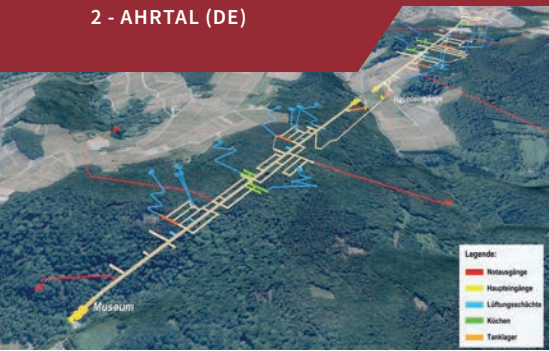 2 - AHRTAL (DE)
Haupteingänge
Museum
Legende:
Notausgänge
Haupteingänge
Lüftungsschächte
Küchen
Tanklager